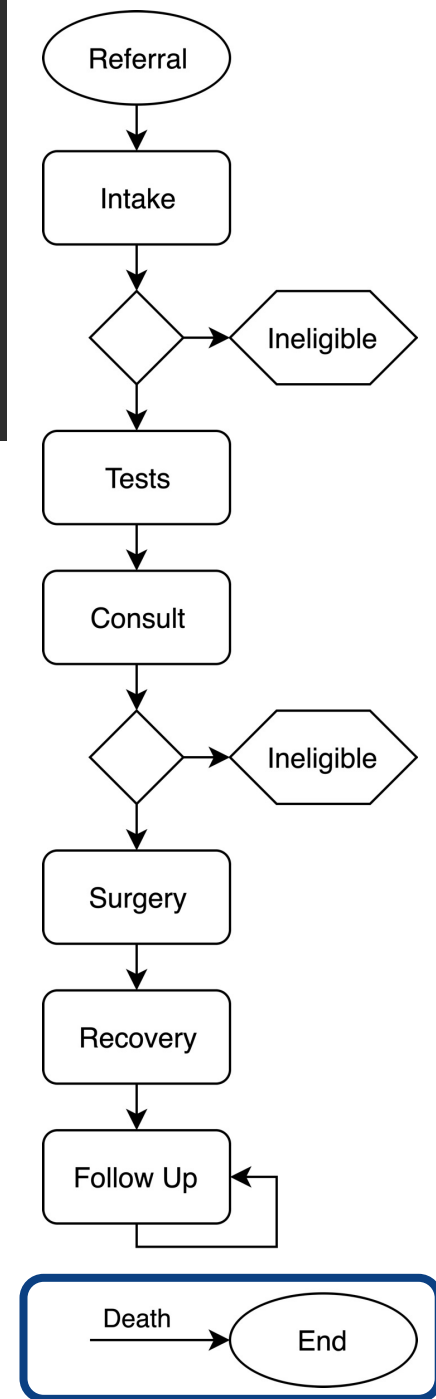 Referral
Intake
Ineligible
Tests
Consult
Ineligible
Surgery
Recovery
Follow Up
Death
End